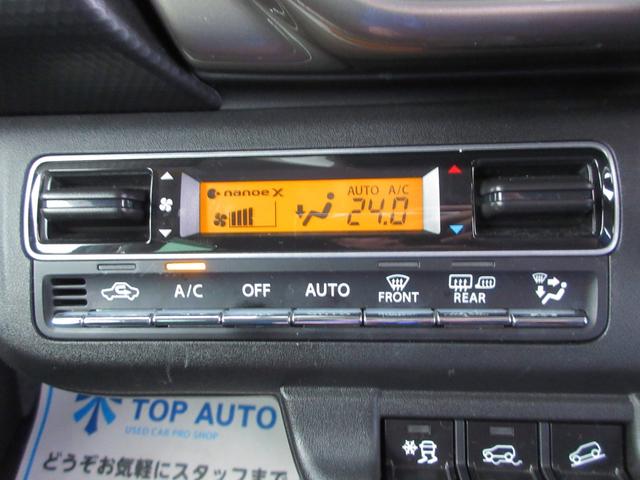 nanoe X
AUTO A/C
24.0
A/C OFF AUTO FRONT REAR
TOP AUTO
USED CAR PRO SHOP
どうぞお気軽にスタッフまで